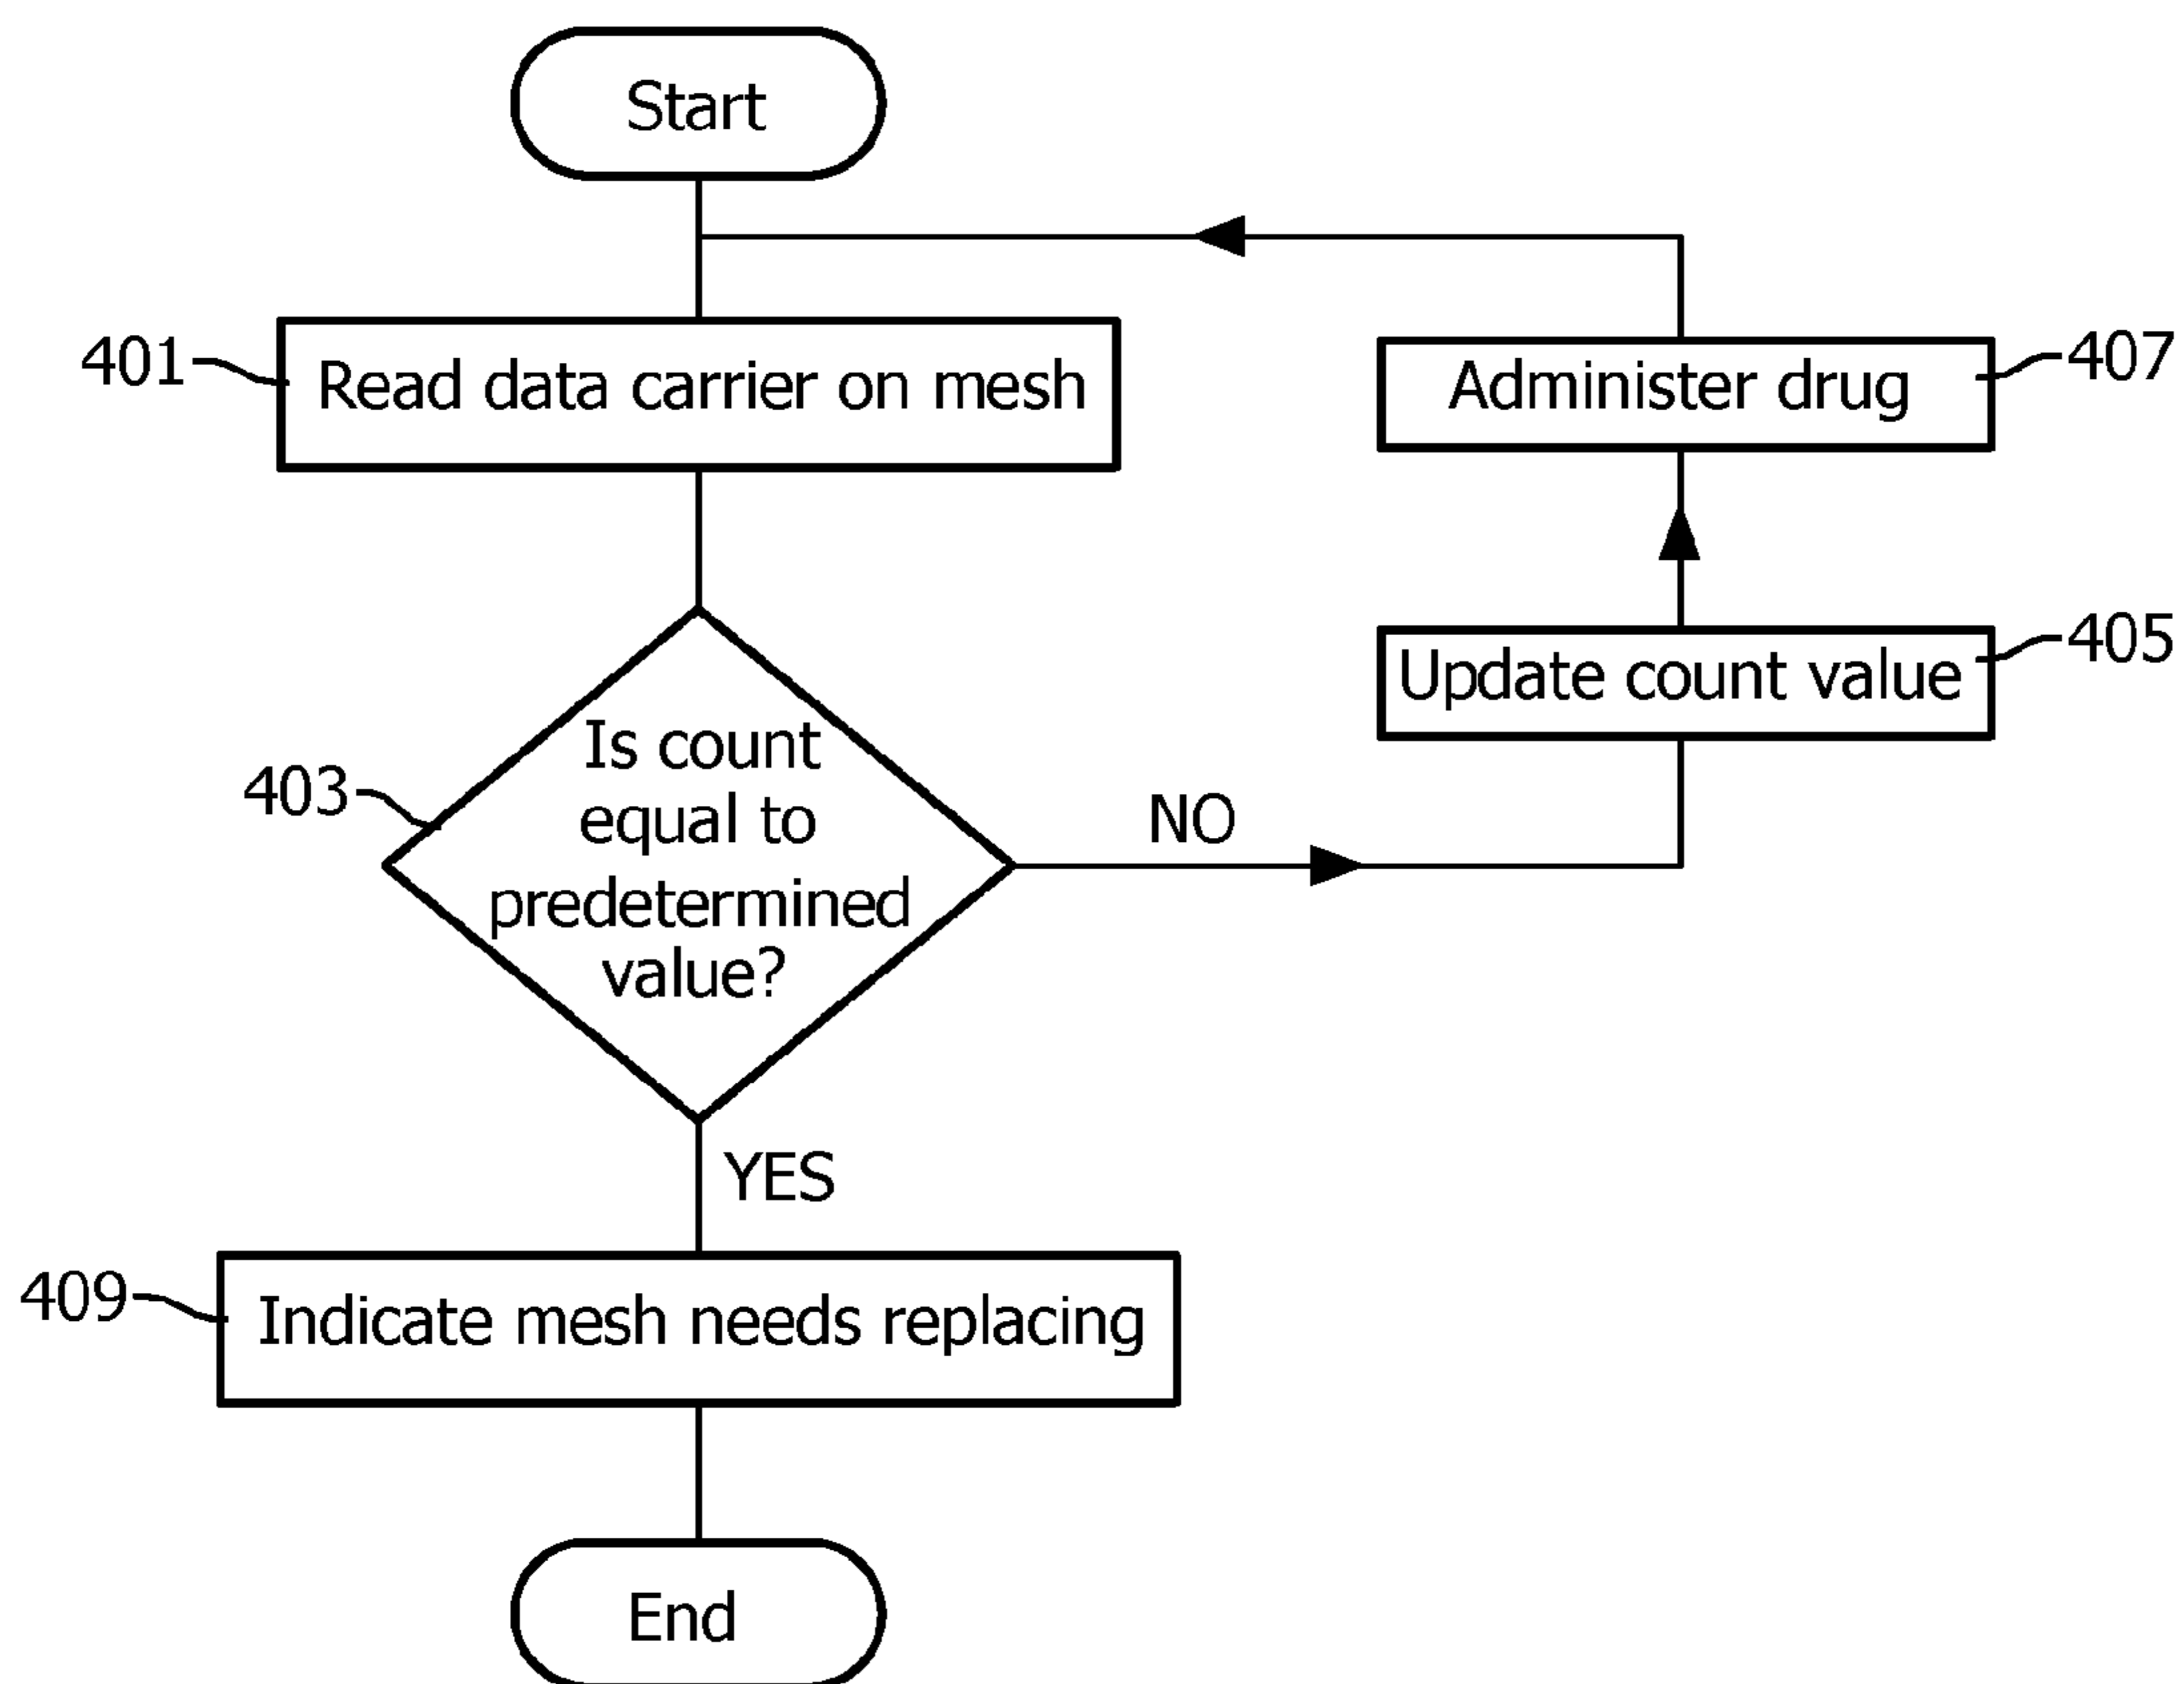 Start
401
Read data carrier on mesh
Administer drug
407
Update count value
405
403
Is count
equal to
predetermined
value?
NO
YES
409
Indicate mesh needs replacing
End